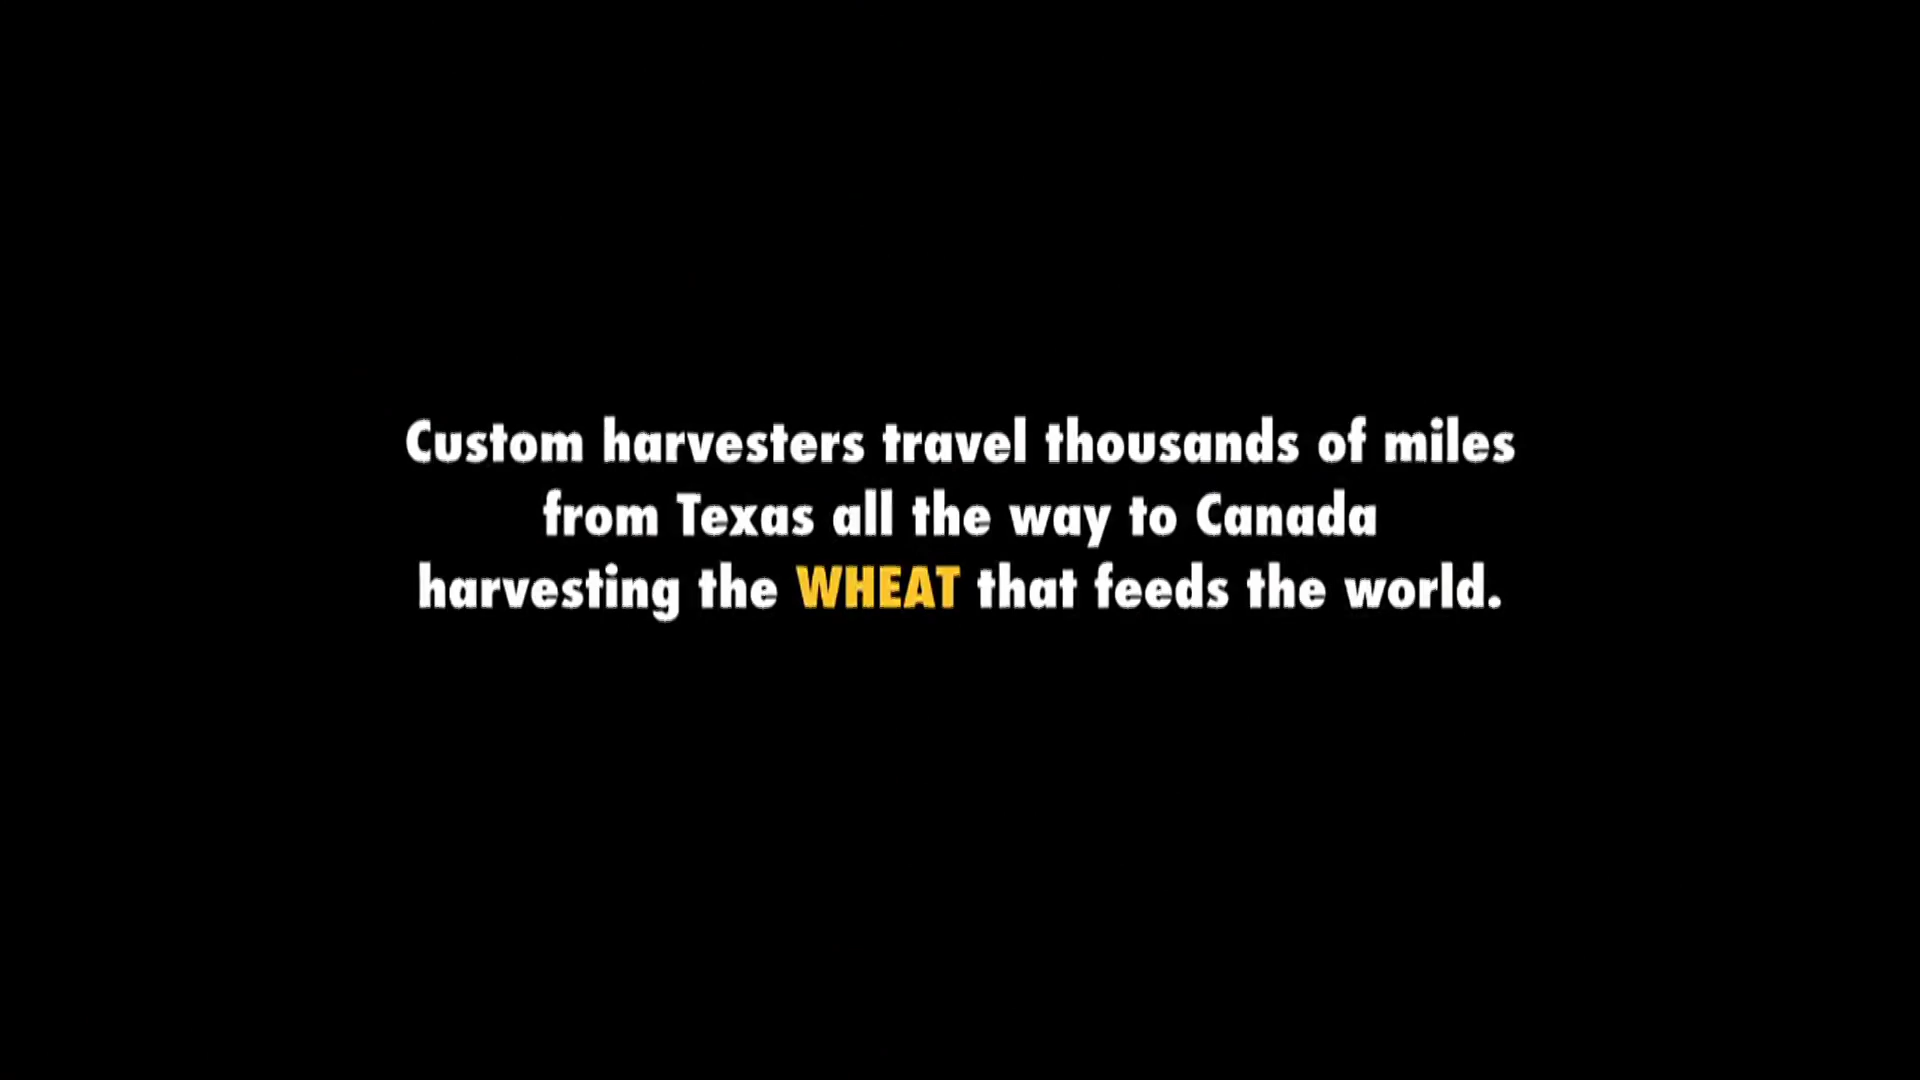 Custom harvesters travel thousands of miles
from Texas all the way to Canada
harvesting the WHEAT that feeds the world.